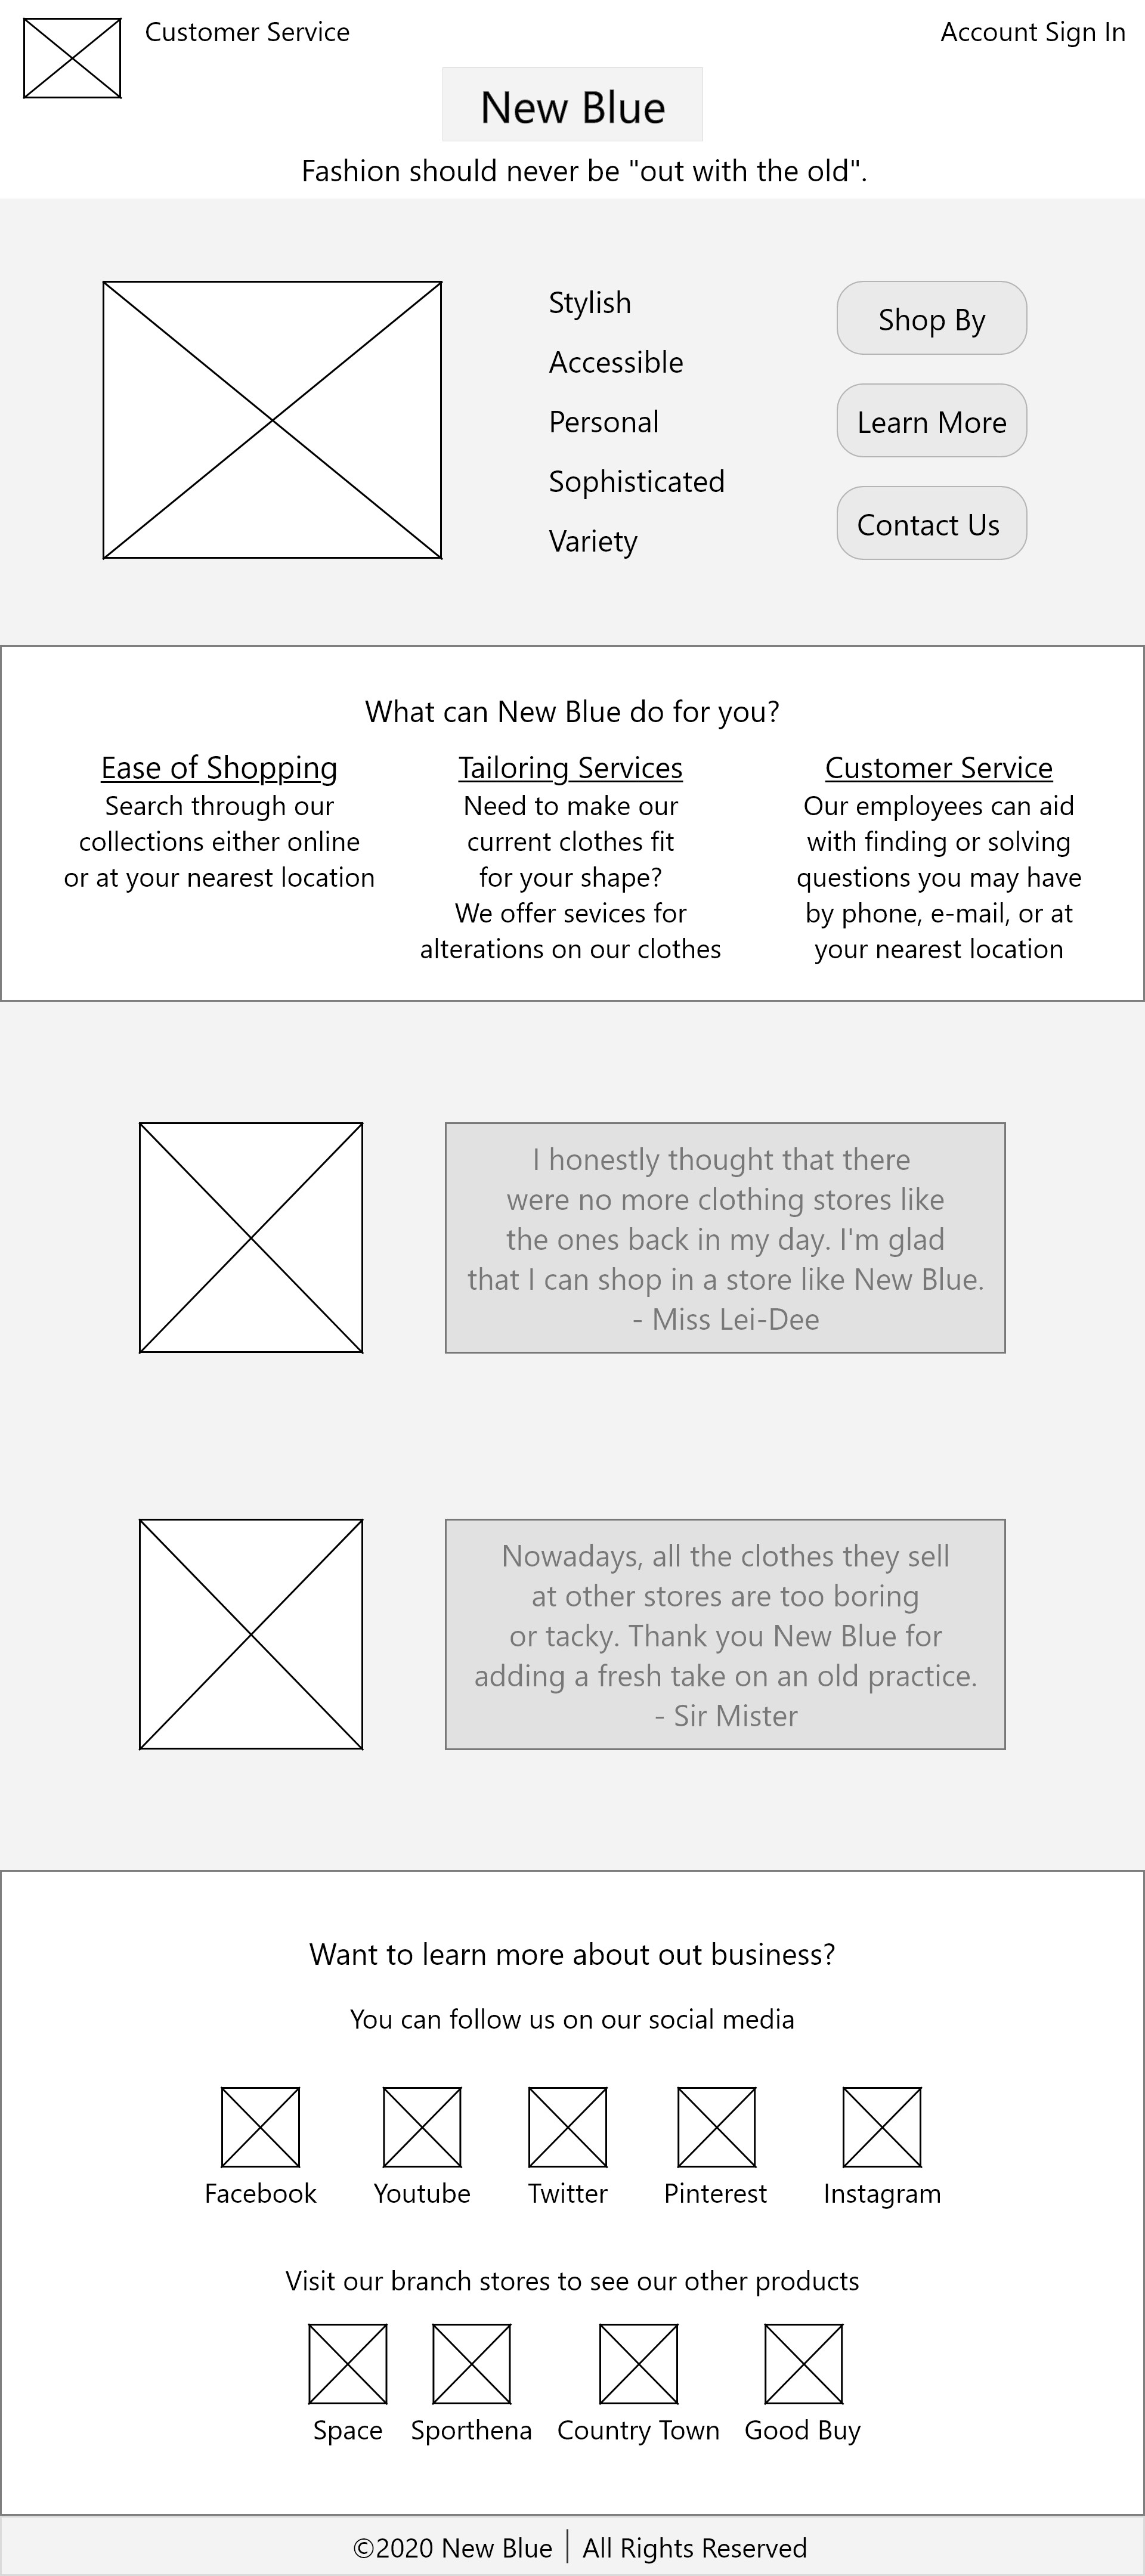 Customer Service
Account Sign In
New Blue
Fashion should never be "out with the old".
Stylish
Accessible
Personal
Sophisticated
Variety
Shop By
Learn More
Contact Us
What can New Blue do for you?
Ease of Shopping
Search through our
collections either online
or at your nearest location
Tailoring Services
Need to make our
current clothes fit
for your shape?
We offer sevices for
alterations on our clothes
Customer Service
Our employees can aid
with finding or solving
questions you may have
by phone, e-mail, or at
your nearest location
I honestly thought that there
were no more clothing stores like
the ones back in my day. I'm glad
that I can shop in a store like New Blue.
- Miss Lei-Dee
Nowadays, all the clothes they sell
at other stores are too boring
or tacky. Thank you New Blue for
adding a fresh take on an old practice.
- Sir Mister
Want to learn more about out business?
You can follow us on our social media
Facebook
Youtube
Twitter
Pinterest
Instagram
Visit our branch stores to see our other products
Space
Sporthena
Country Town
Good Buy
©2020 New Blue | All Rights Reserved